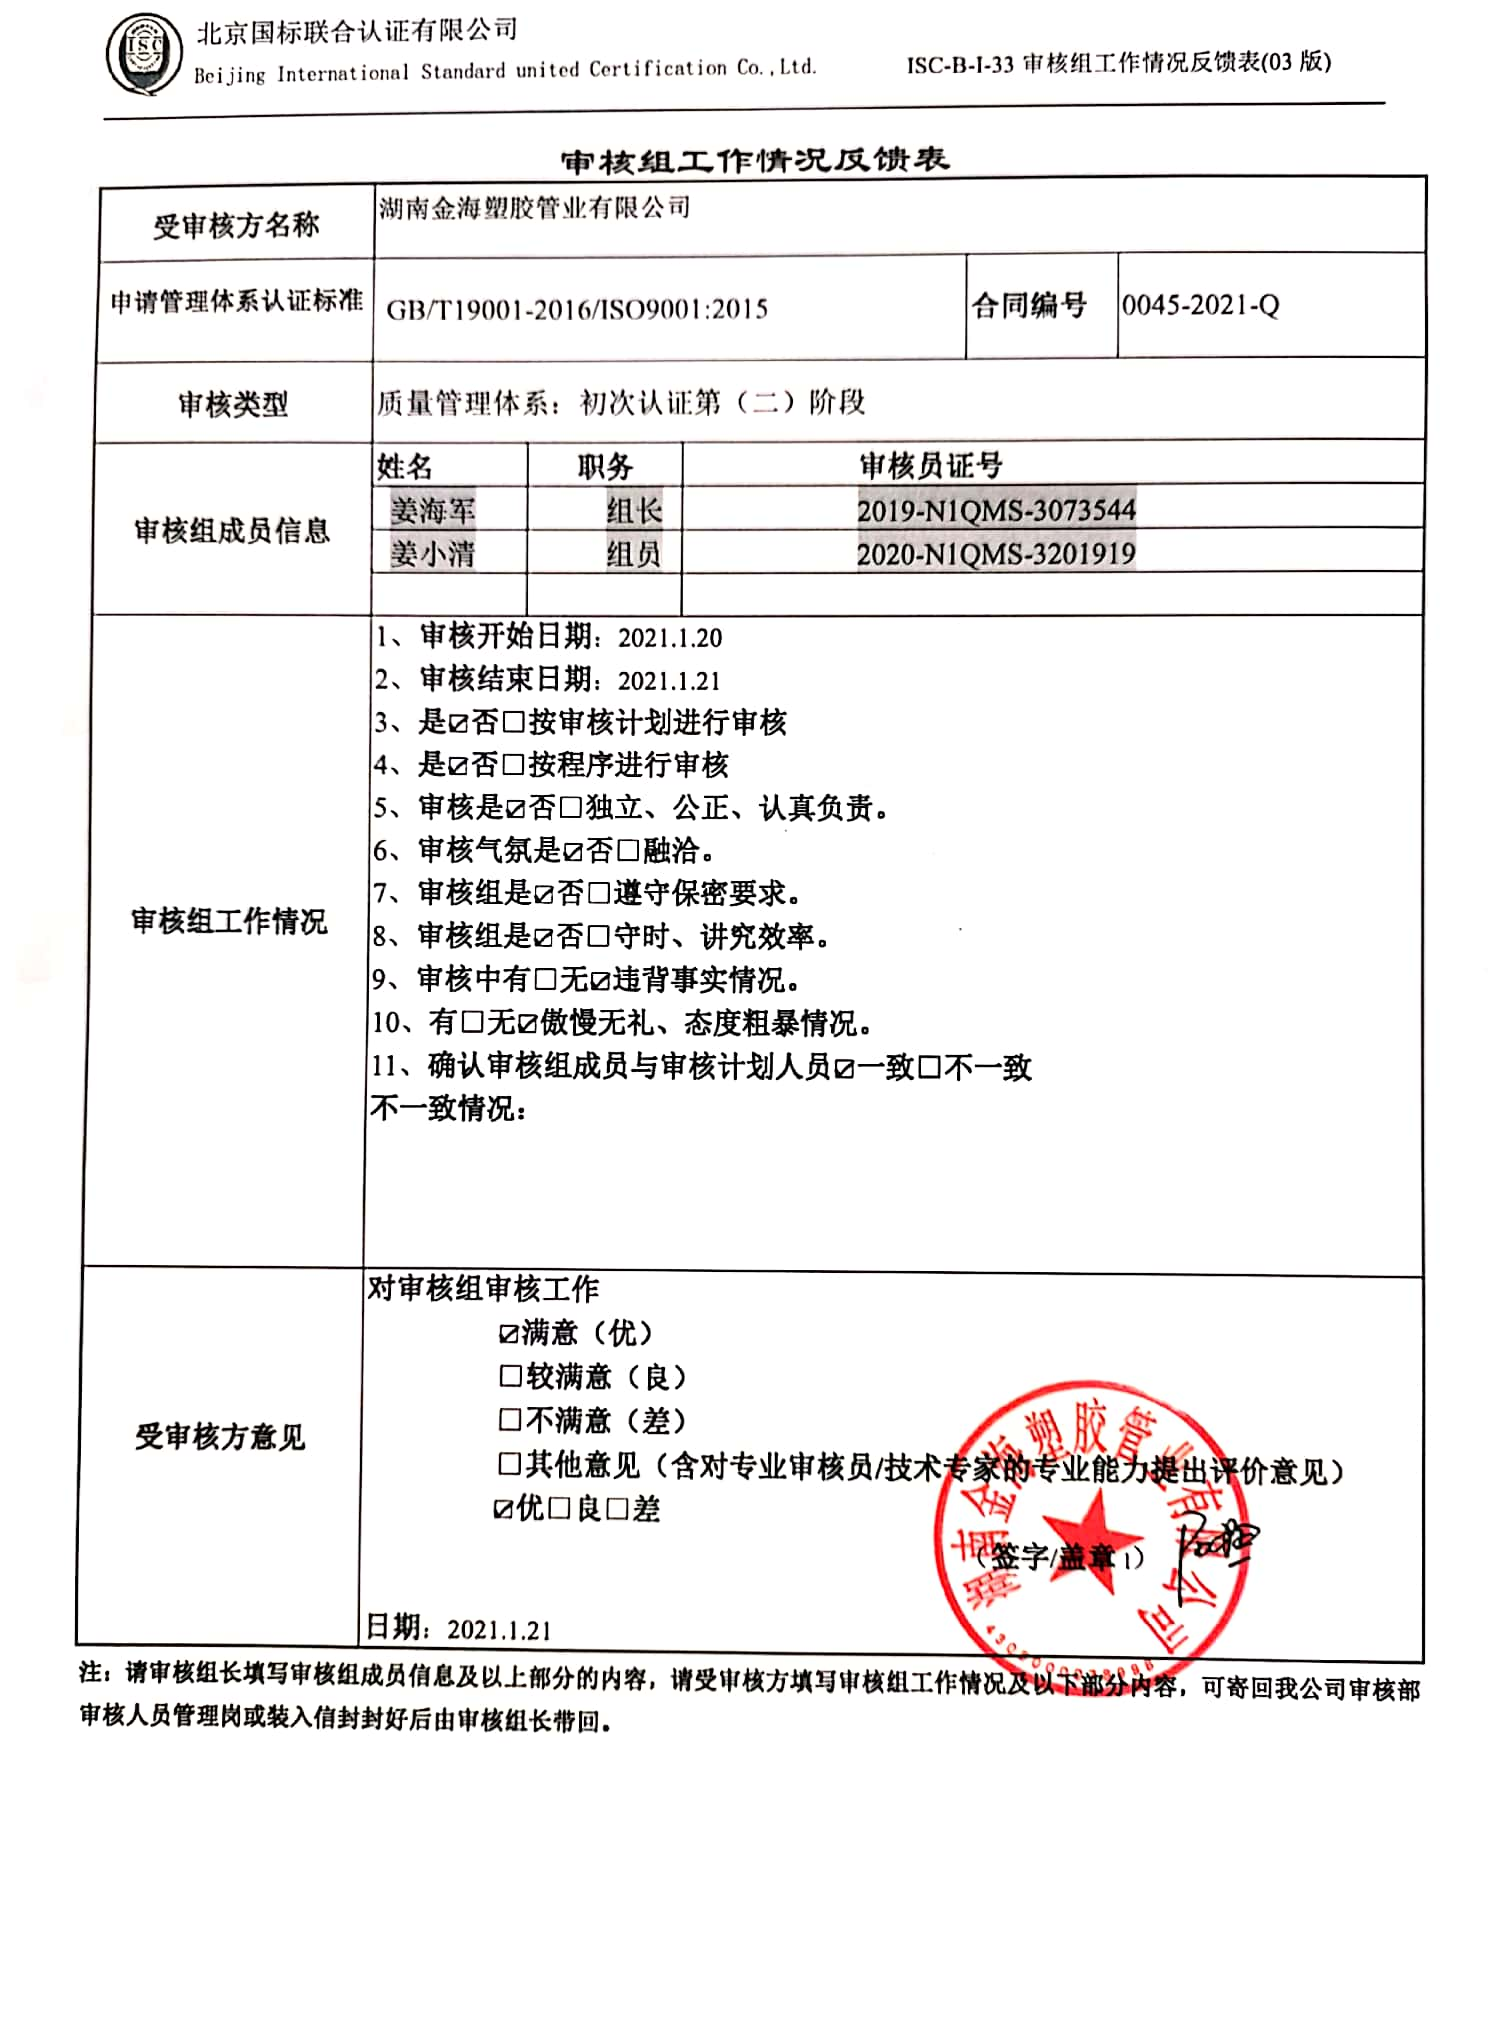 ISC
北京国标联合认证有限公司
Beijing International Standard united Certification Co.,Ltd.
ISC-B-I-33 审核组工作情况反馈表(03 版)
审核组工作情况反馈表
受审核方名称 湖南金海塑胶管业有限公司
申请管理体系认证标准 GB/T19001-2016/ISO9001:2015 合同编号 0045-2021-Q
审核类型 质量管理体系：初次认证第（二）阶段
审核组成员信息
姓名 职务 审核员证号
姜海军 组长 2019-N1QMS-3073544
姜小清 组员 2020-N1QMS-3201919
审核组工作情况
1、审核开始日期：2021.1.20
2、审核结束日期：2021.1.21
3、是☑否□按审核计划进行审核
4、是☑否□按程序进行审核
5、审核是☑否□独立、公正、认真负责。
6、审核气氛是☑否□融洽。
7、审核组是☑否□遵守保密要求。
8、审核组是☑否□守时、讲究效率。
9、审核中有□无☑违背事实情况。
10、有□无☑傲慢无礼、态度粗暴情况。
11、确认审核组成员与审核计划人员☑一致□不一致
不一致情况：
受审核方意见
对审核组审核工作
☑满意（优）
□较满意（良）
□不满意（差）
□其他意见（含对专业审核员/技术专家的专业能力提出评价意见）
☑优□良□差
（签字/盖章）
湖南金海塑胶管业有限公司
日期：2021.1.21
注：请审核组长填写审核组成员信息及以上部分的内容，请受审核方填写审核组工作情况及以下部分内容，可寄回我公司审核部
审核人员管理岗或装入信封封好后由审核组长带回。